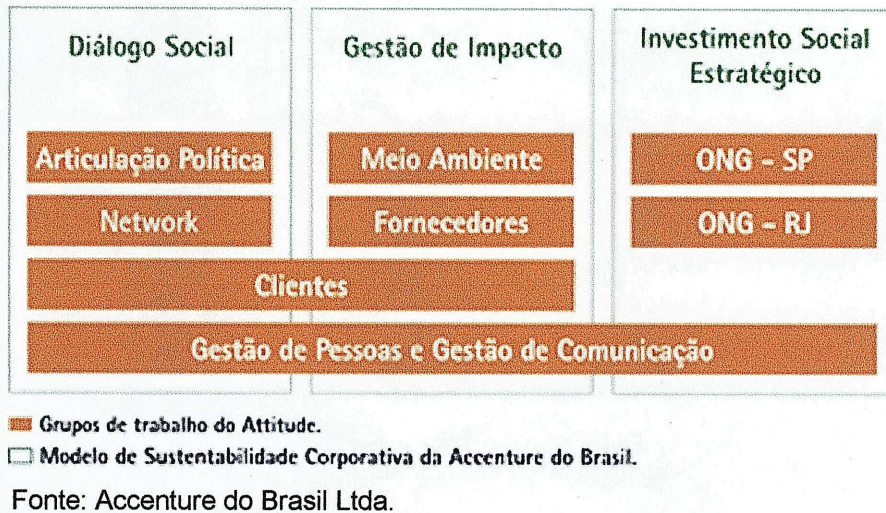 Diálogo Social
Gestão de Impacto
Investimento Social
Estratégico
Articulação Política
Meio Ambiente
ONG – SP
Network
Fornecedores
ONG – RJ
Clientes
Gestão de Pessoas e Gestão de Comunicação
Grupos de trabalho do Attitude.
Modelo de Sustentabilidade Corporativa da Accenture do Brasil.
Fonte: Accenture do Brasil Ltda.